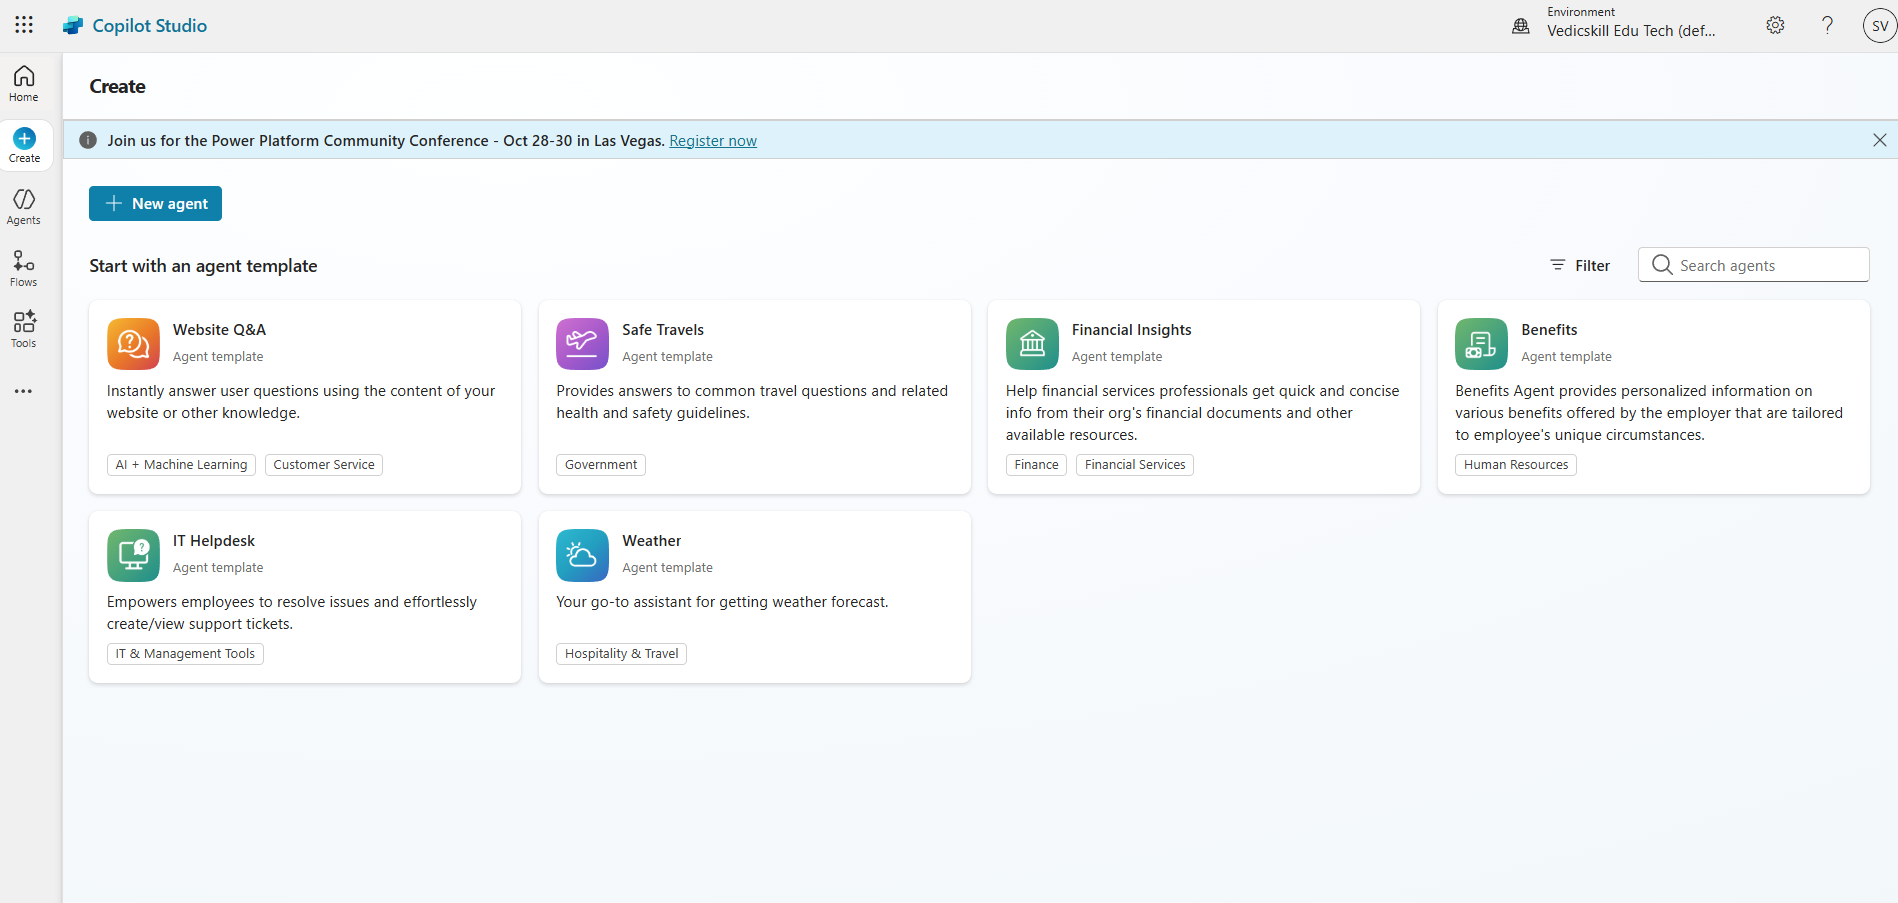 Copilot Studio
Environment
Vedicskill Edu Tech (def...
SV
Home
Create
Agents
Flows
Tools
Create
Join us for the Power Platform Community Conference - Oct 28-30 in Las Vegas. Register now
New agent
Start with an agent template
Filter
Search agents
Website Q&A
Agent template
Instantly answer user questions using the content of your
website or other knowledge.
AI + Machine Learning
Customer Service
Safe Travels
Agent template
Provides answers to common travel questions and related
health and safety guidelines.
Government
Financial Insights
Agent template
Help financial services professionals get quick and concise
info from their org's financial documents and other
available resources.
Finance
Financial Services
Benefits
Agent template
Benefits Agent provides personalized information on
various benefits offered by the employer that are tailored
to employee's unique circumstances.
Human Resources
IT Helpdesk
Agent template
Empowers employees to resolve issues and effortlessly
create/view support tickets.
IT & Management Tools
Weather
Agent template
Your go-to assistant for getting weather forecast.
Hospitality & Travel